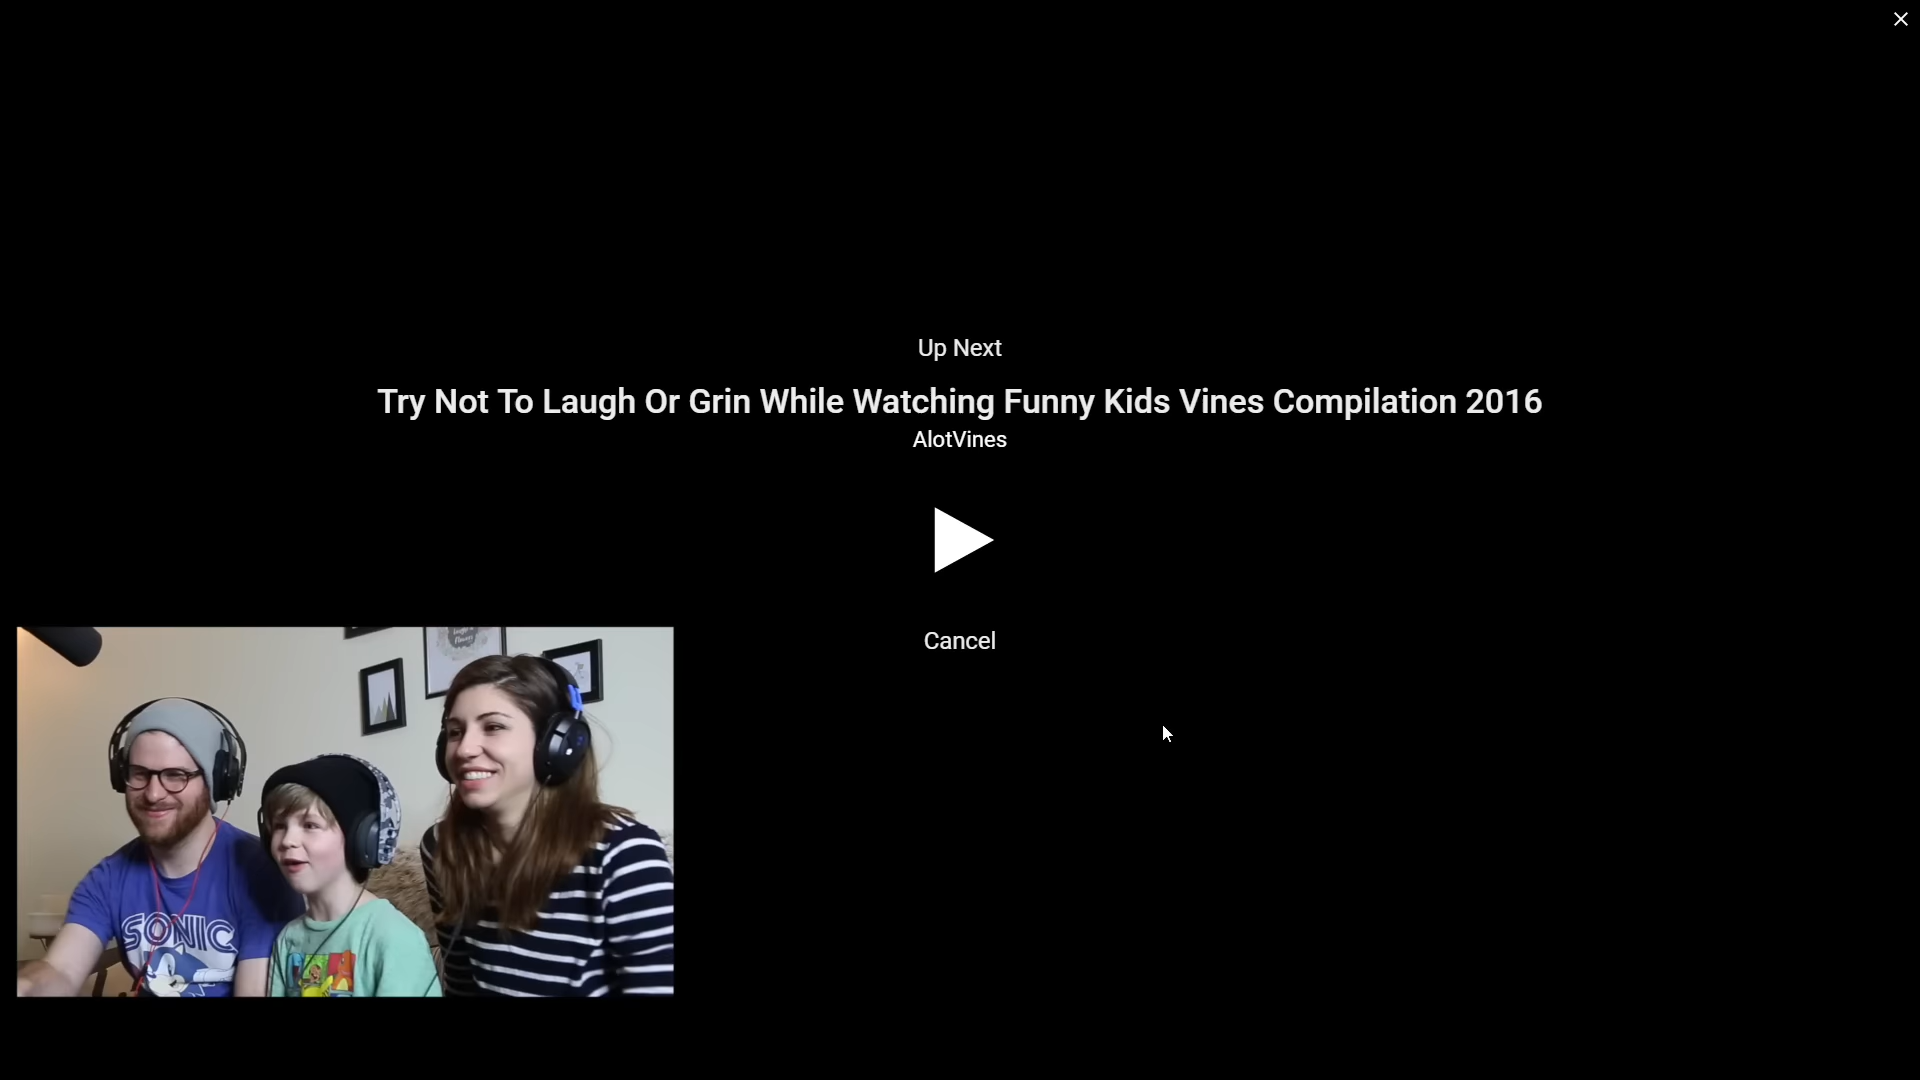 Up Next
Try Not To Laugh Or Grin While Watching Funny Kids Vines Compilation 2016
AlotVines
Cancel
SONIC